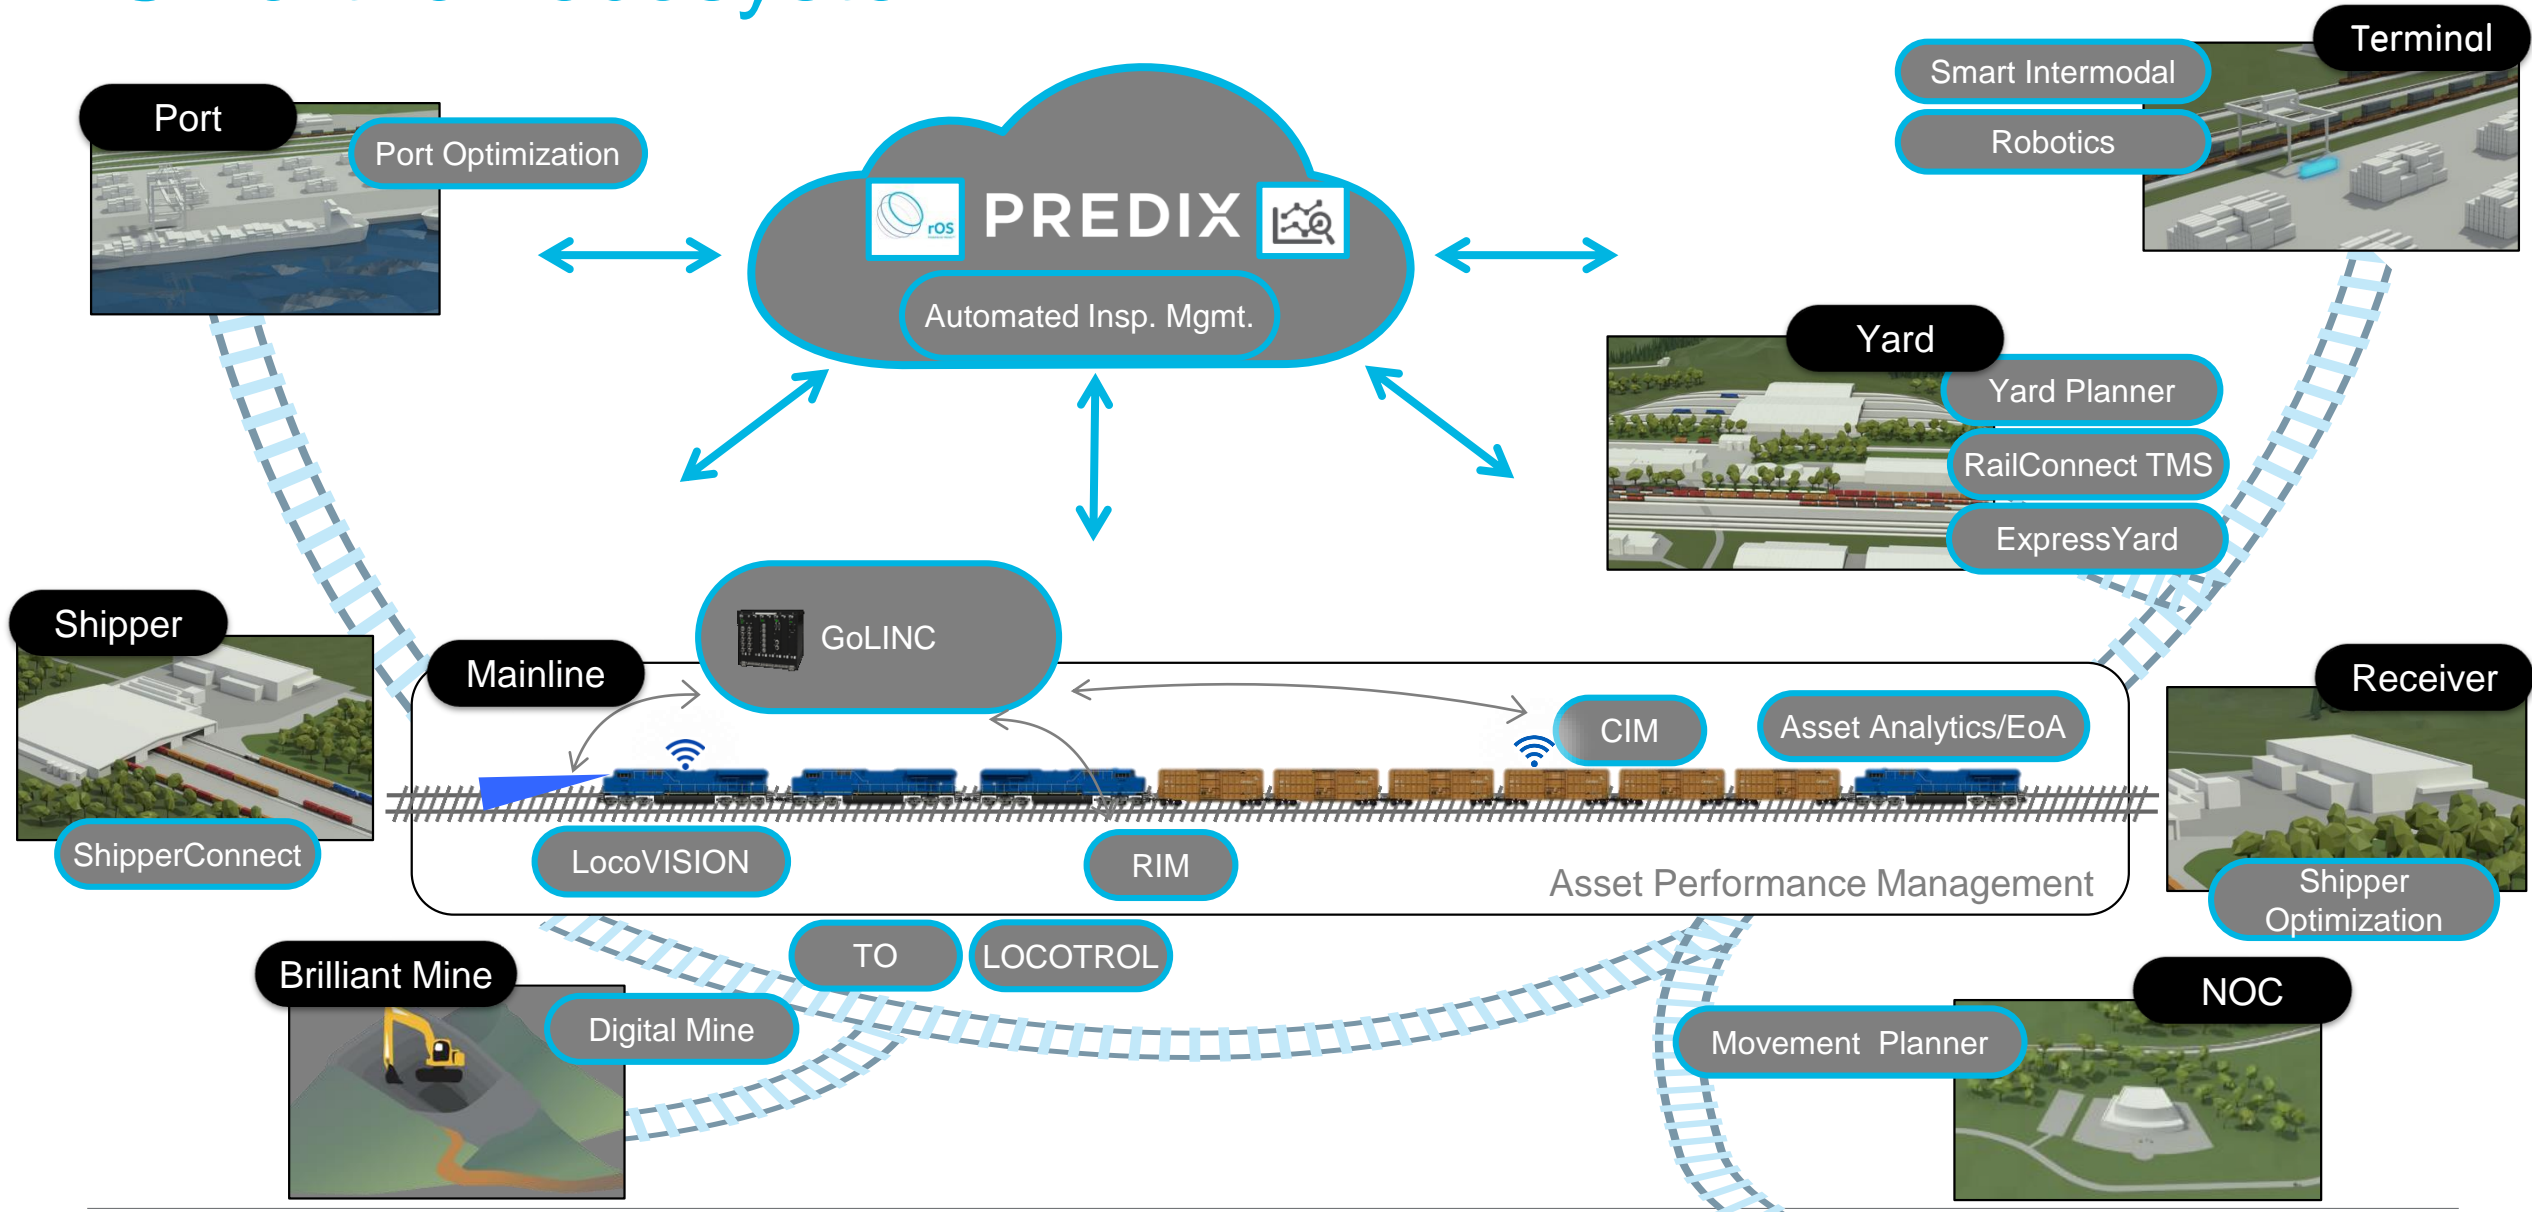 Terminal
Smart Intermodal
Robotics
Port
Port Optimization
rOS
PREDIX
Automated Insp. Mgmt.
Yard
Yard Planner
RailConnect TMS
ExpressYard
Shipper
ShipperConnect
GoLINC
Mainline
CIM
Asset Analytics/EoA
LocoVISION
RIM
Asset Performance Management
Receiver
Shipper
Optimization
TO
LOCOTROL
Brilliant Mine
Digital Mine
NOC
Movement Planner